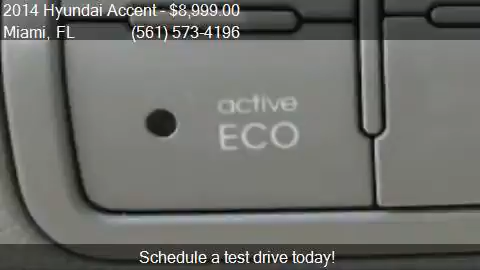 2014 Hyundai Accent - $8,999.00
Miami, FL (561) 573-4196
active
ECO
Schedule a test drive today!